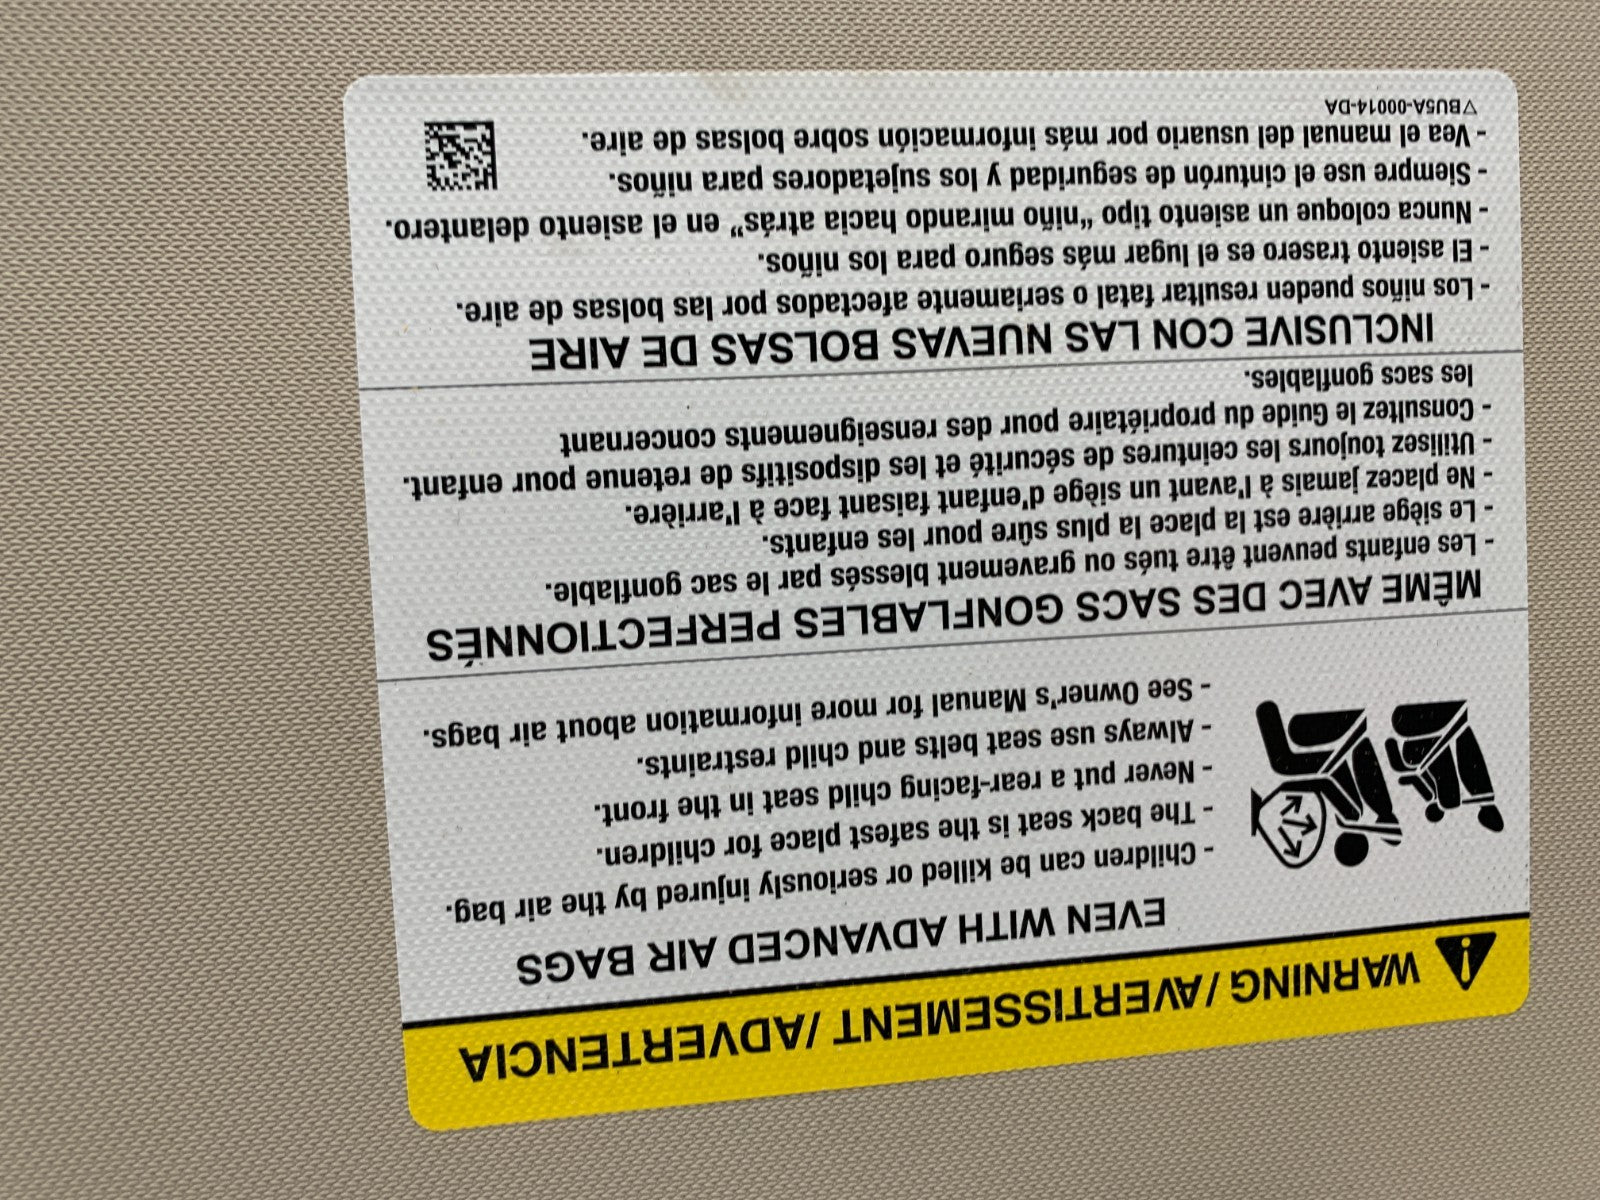 WARNING / AVERTISSEMENT / ADVERTENCIA
EVEN WITH ADVANCED AIR BAGS
- Children can be killed or seriously injured by the air bag.
- The back seat is the safest place for children.
- Never put a rear-facing child seat in the front.
- Always use seat belts and child restraints.
- See Owner's Manual for more information about air bags.
MÊME AVEC DES SACS GONFLABLES PERFECTIONNÉS
- Les enfants peuvent être tués ou gravement blessés par le sac gonflable.
- Le siège arrière est la place la plus sûre pour les enfants.
- Ne placez jamais à l'avant un siège d'enfant faisant face à l'arrière.
- Utilisez toujours les ceintures de sécurité et les dispositifs de retenue pour enfant.
- Consultez le Guide du propriétaire pour des renseignements concernant
les sacs gonflables.
INCLUSIVE CON LAS NUEVAS BOLSAS DE AIRE
- Los niños pueden resultar fatal o seriamente afectados por las bolsas de aire.
- El asiento trasero es el lugar más seguro para los niños.
- Nunca coloque un asiento tipo "niño mirando hacia atrás" en el asiento delantero.
- Siempre use el cinturón de seguridad y los sujetadores para niños.
- Vea el manual del usuario por más información sobre bolsas de aire.
▽BU5A-00014-DA